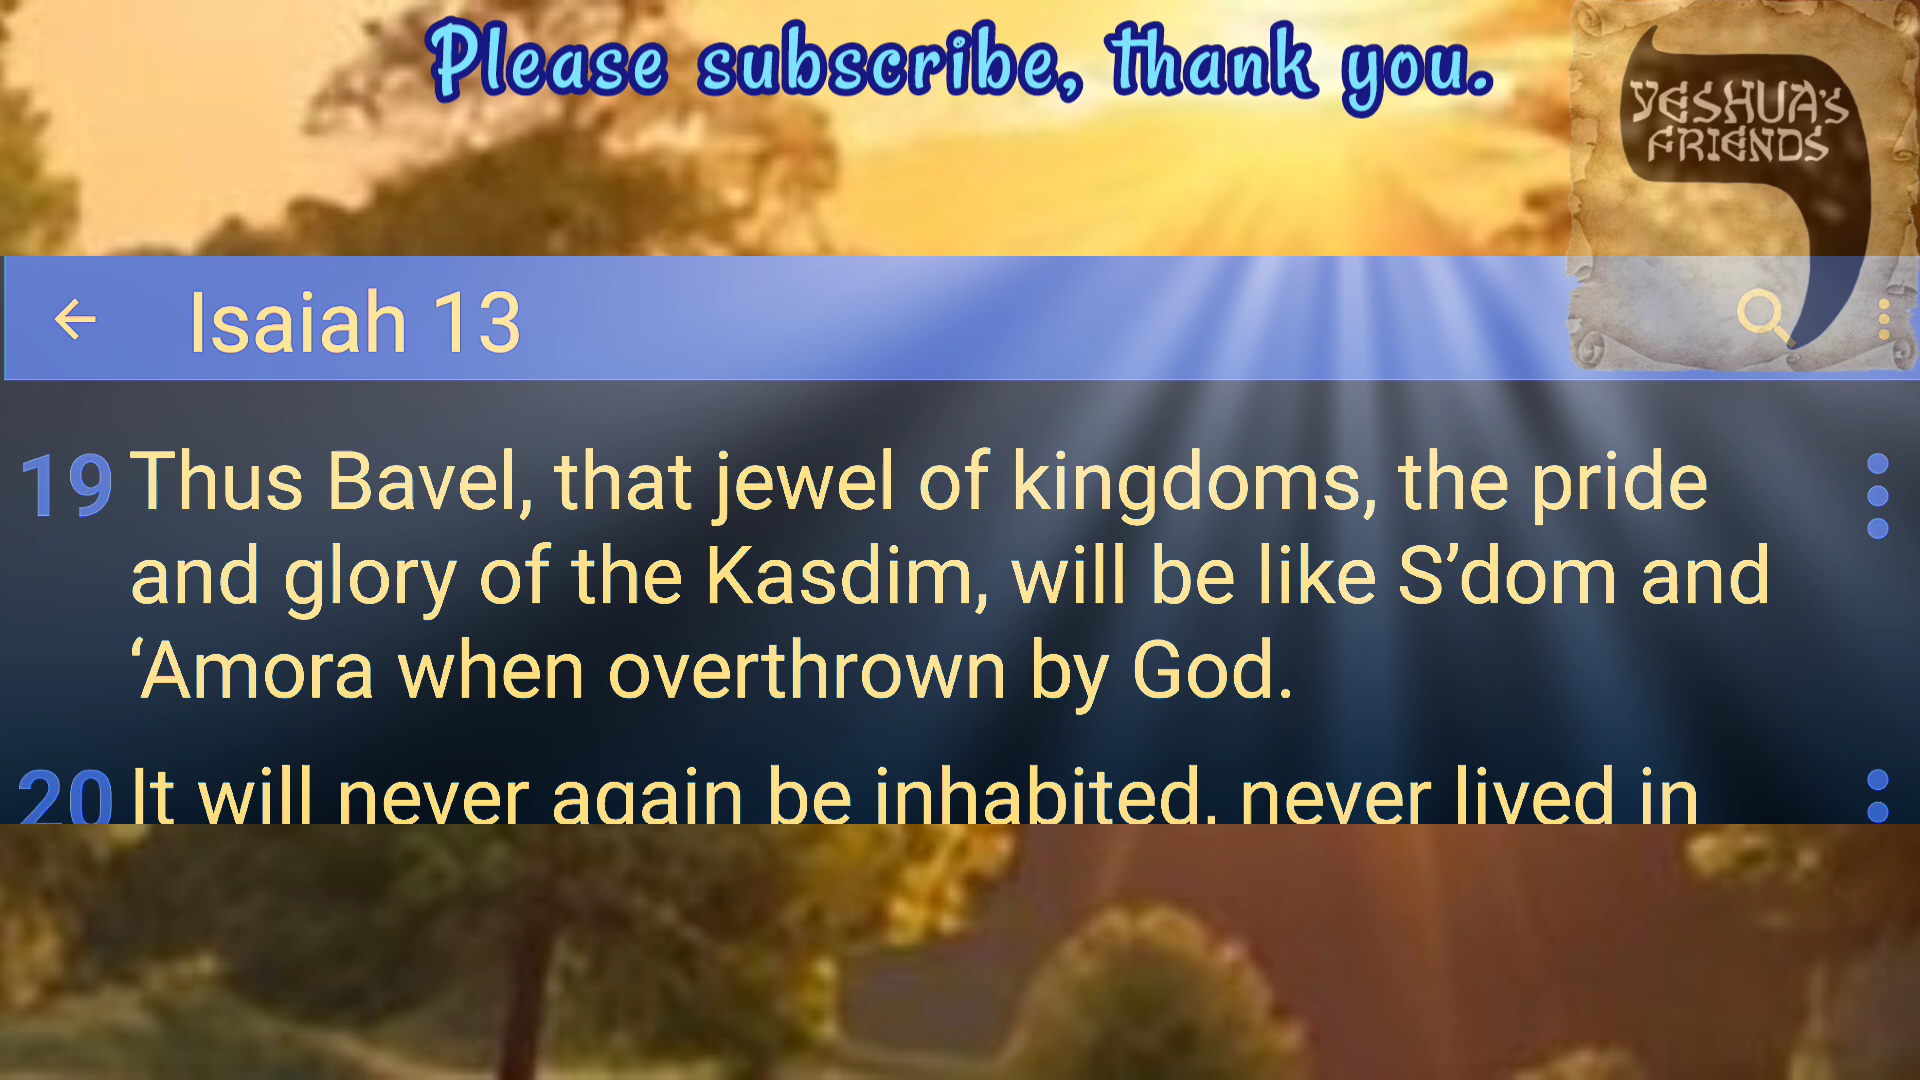 Please subscribe, thank you.
YESHUA'S
FRIENDS
Isaiah 13
19 Thus Bavel, that jewel of kingdoms, the pride
and glory of the Kasdim, will be like S’dom and
‘Amora when overthrown by God.
20 It will never again be inhabited, never lived in